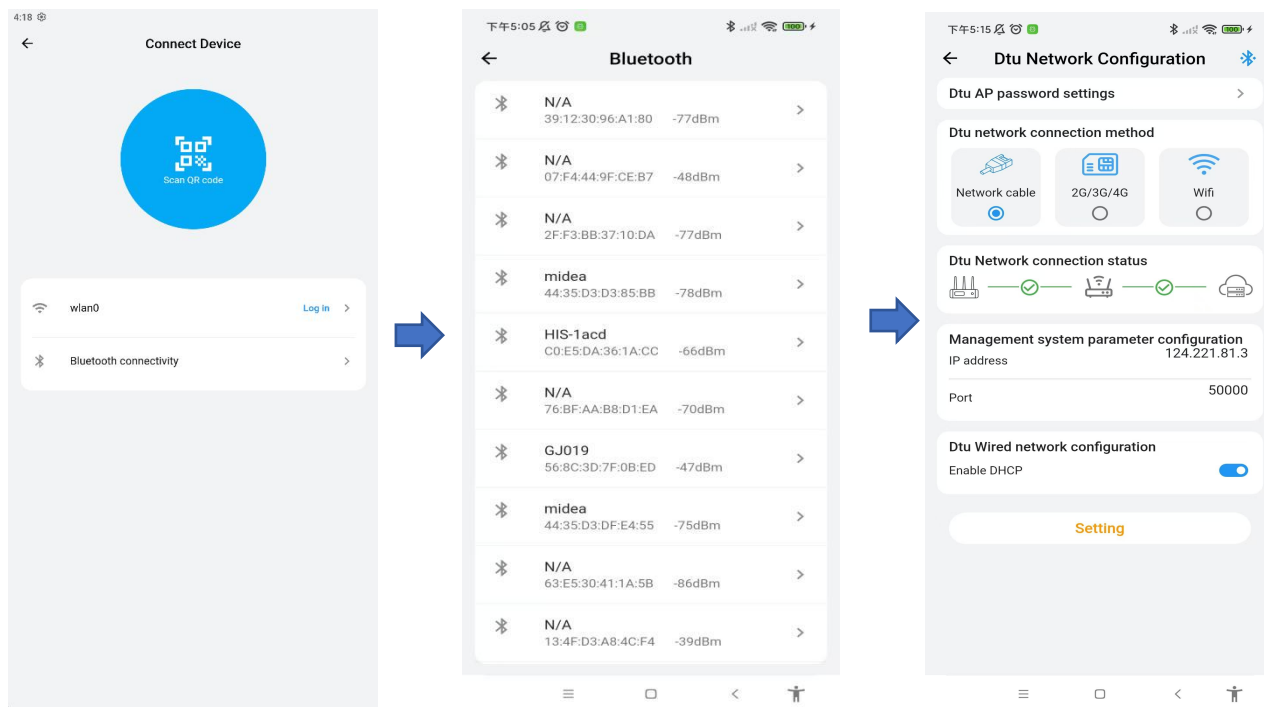 4:18
Connect Device
Scan QR code
wlan0 Log in
Bluetooth connectivity
下午5:05 100
Bluetooth
N/A
39:12:30:96:A1:80 -77dBm
N/A
07:F4:44:9F:CE:B7 -48dBm
N/A
2F:F3:BB:37:10:DA -77dBm
midea
44:35:D3:D3:85:BB -78dBm
HIS-1acd
C0:E5:DA:36:1A:CC -66dBm
N/A
76:BF:AA:B8:D1:EA -70dBm
GJ019
56:8C:3D:7F:0B:ED -47dBm
midea
44:35:D3:DF:E4:55 -75dBm
N/A
63:E5:30:41:1A:5B -86dBm
N/A
13:4F:D3:A8:4C:F4 -39dBm
下午5:15 100
Dtu Network Configuration
Dtu AP password settings
Dtu network connection method
Network cable 2G/3G/4G Wifi
Dtu Network connection status
Management system parameter configuration
IP address 124.221.81.3
Port 50000
Dtu Wired network configuration
Enable DHCP
Setting